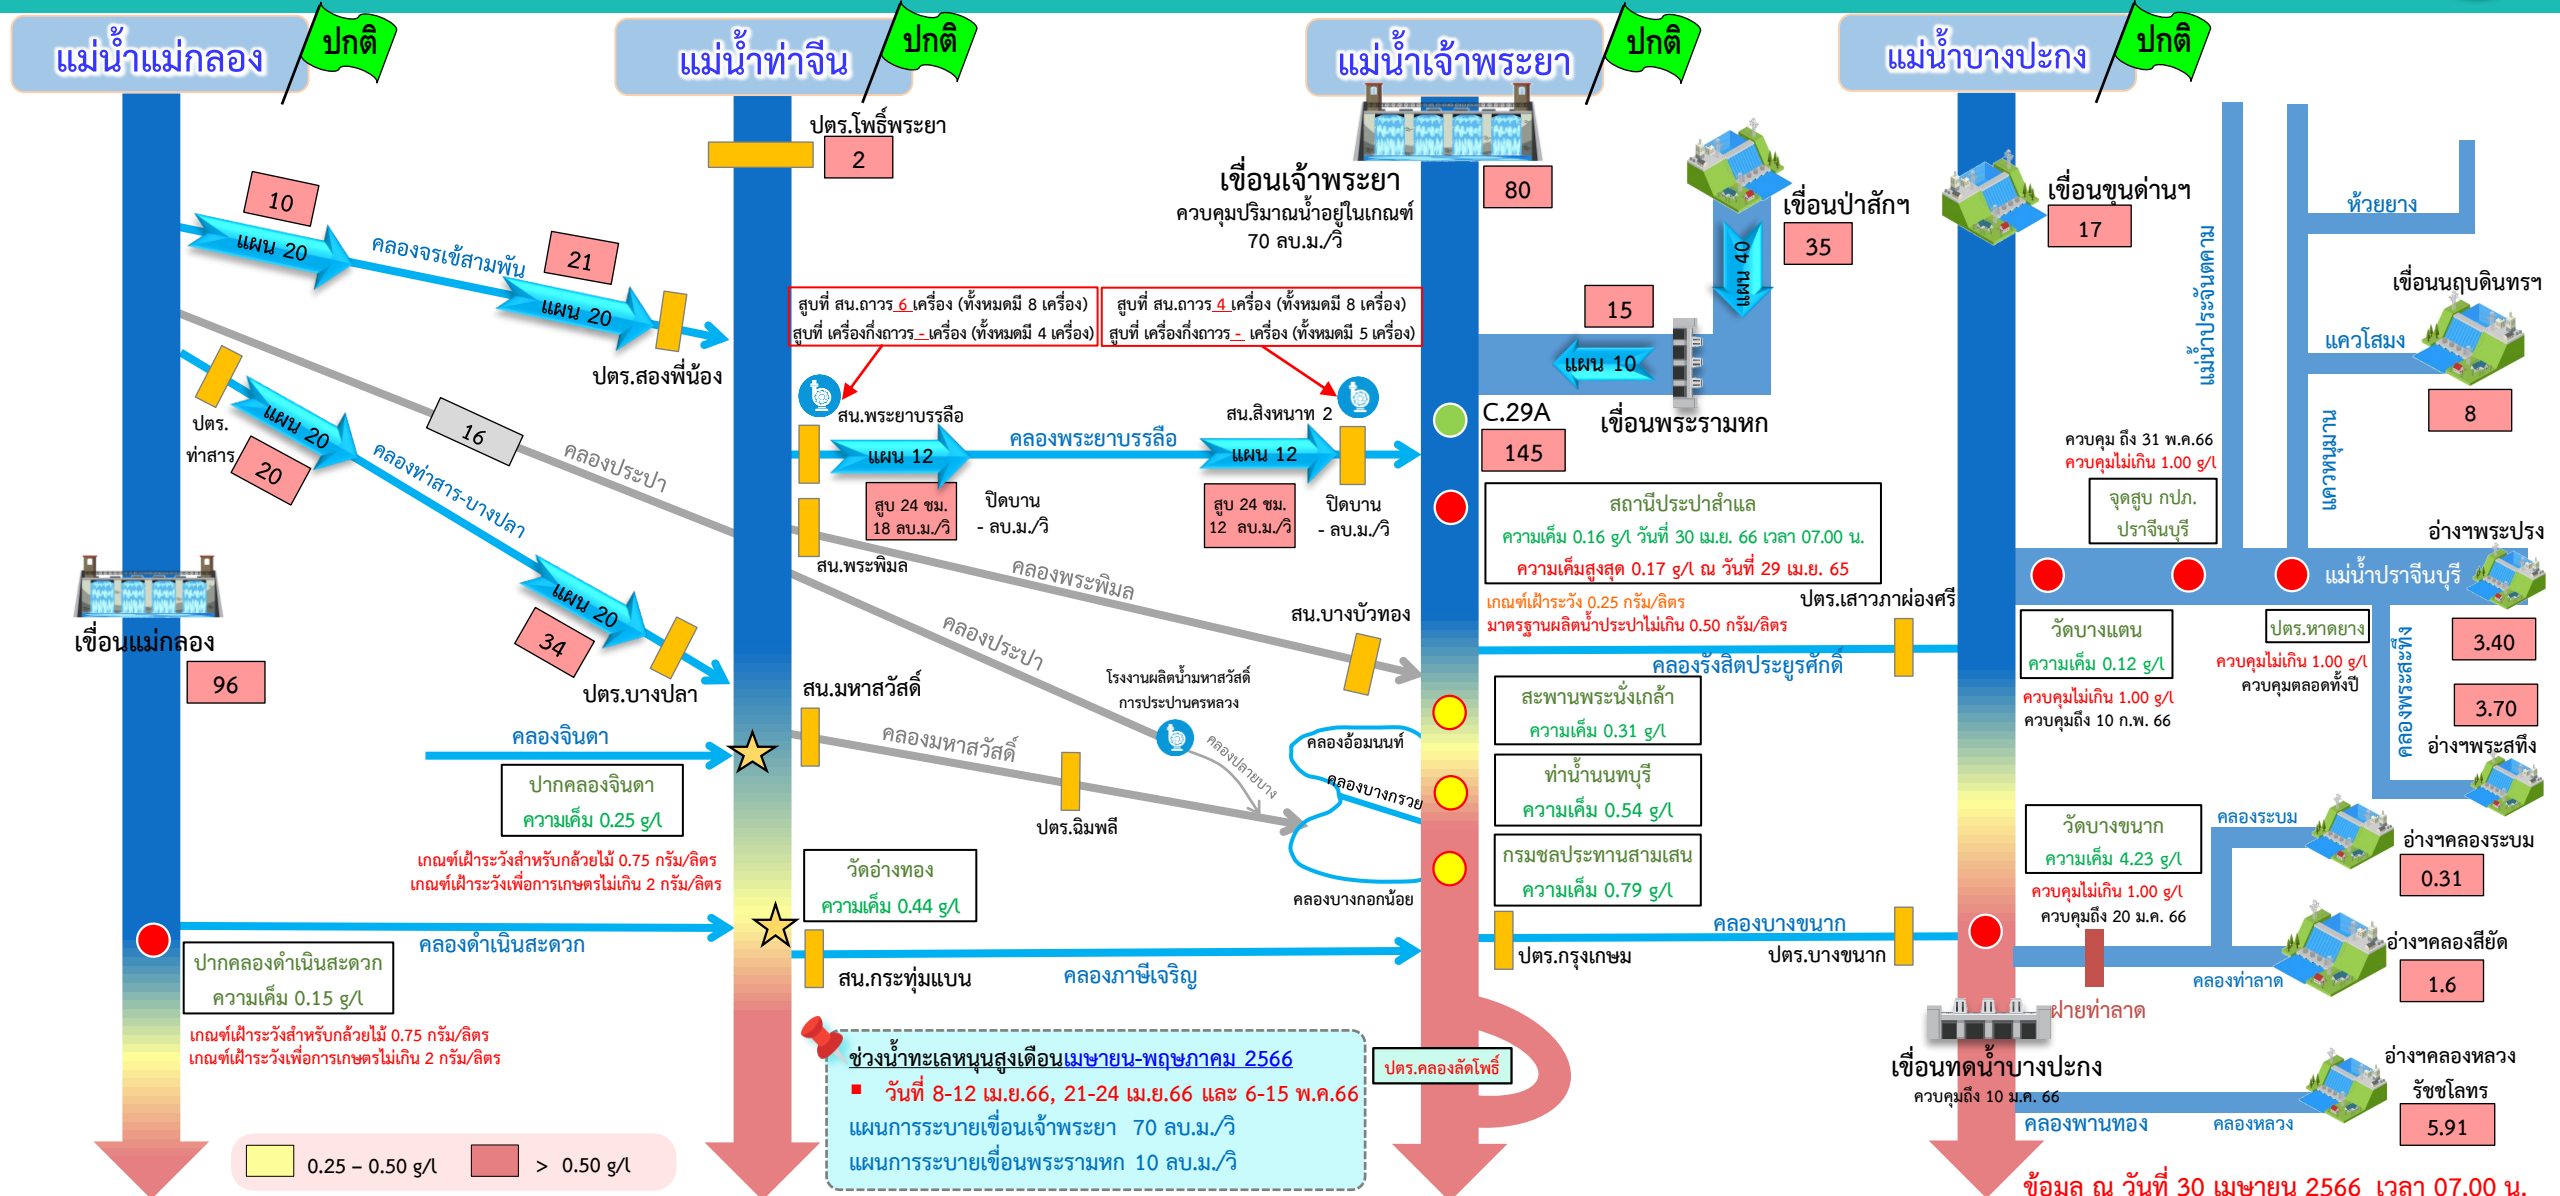 แม่น้ำแม่กลอง
ปกติ
แม่น้ำท่าจีน
ปกติ
แม่น้ำเจ้าพระยา
ปกติ
แม่น้ำบางปะกง
ปกติ
ปตร.โพธิ์พระยา
2
เขื่อนเจ้าพระยา
ควบคุมปริมาณน้ำอยู่ในเกณฑ์
70 ลบ.ม./วิ
80
เขื่อนป่าสักฯ
35
แผน 40
เขื่อนขุนด่านฯ
17
ห้วยยาง
แม่น้ำประจันตคาม
เขื่อนนฤบดินทรฯ
แควโสมง
8
แควหนุมาน
10
แผน 20
คลองจรเข้สามพัน
21
แผน 20
ปตร.สองพี่น้อง
สูบที่ สน.ถาวร 6 เครื่อง (ทั้งหมดมี 8 เครื่อง)
สูบที่ เครื่องกึ่งถาวร - เครื่อง (ทั้งหมดมี 4 เครื่อง)
สูบที่ สน.ถาวร 4 เครื่อง (ทั้งหมดมี 8 เครื่อง)
สูบที่ เครื่องกึ่งถาวร - เครื่อง (ทั้งหมดมี 5 เครื่อง)
15
แผน 10
เขื่อนพระรามหก
ปตร.
ท่าสาร
แผน 20
20
16
คลองท่าสาร-บางปลา
คลองประปา
สน.พระยาบรรลือ
แผน 12
คลองพระยาบรรลือ
สน.สิงหนาท 2
แผน 12
สูบ 24 ชม.
18 ลบ.ม./วิ
ปิดบาน
- ลบ.ม./วิ
สูบ 24 ชม.
12 ลบ.ม./วิ
ปิดบาน
- ลบ.ม./วิ
C.29A
145
ควบคุม ถึง 31 พ.ค.66
ควบคุมไม่เกิน 1.00 g/l
จุดสูบ กปภ.
ปราจีนบุรี
สถานีประปาสำแล
ความเค็ม 0.16 g/l วันที่ 30 เม.ย. 66 เวลา 07.00 น.
ความเค็มสูงสุด 0.17 g/l ณ วันที่ 29 เม.ย. 65
เกณฑ์เฝ้าระวัง 0.25 กรัม/ลิตร
มาตรฐานผลิตน้ำประปาไม่เกิน 0.50 กรัม/ลิตร
อ่างฯพระปรง
แม่น้ำปราจีนบุรี
3.40
สน.พระพิมล
คลองพระพิมล
สน.บางบัวทอง
ปตร.เสาวภาผ่องศรี
คลองรังสิตประยูรศักดิ์
วัดบางแตน
ความเค็ม 0.12 g/l
ควบคุมไม่เกิน 1.00 g/l
ควบคุมถึง 10 ก.พ. 66
ปตร.หาดยาง
ควบคุมไม่เกิน 1.00 g/l
ควบคุมตลอดทั้งปี
คลองพระสะทึง
3.70
อ่างฯพระสทึง
เขื่อนแม่กลอง
96
แผน 20
34
ปตร.บางปลา
คลองประปา
โรงงานผลิตน้ำมหาสวัสดิ์
การประปานครหลวง
สน.มหาสวัสดิ์
คลองมหาสวัสดิ์
คลองปลายบาง
ปตร.ฉิมพลี
คลองอ้อมนนท์
คลองบางกรวย
คลองบางกอกน้อย
สะพานพระนั่งเกล้า
ความเค็ม 0.31 g/l
ท่าน้ำนนทบุรี
ความเค็ม 0.54 g/l
กรมชลประทานสามเสน
ความเค็ม 0.79 g/l
คลองจินดา
ปากคลองจินดา
ความเค็ม 0.25 g/l
เกณฑ์เฝ้าระวังสำหรับกล้วยไม้ 0.75 กรัม/ลิตร
เกณฑ์เฝ้าระวังเพื่อการเกษตรไม่เกิน 2 กรัม/ลิตร
วัดอ่างทอง
ความเค็ม 0.44 g/l
วัดบางขนาก
ความเค็ม 4.23 g/l
ควบคุมไม่เกิน 1.00 g/l
ควบคุมถึง 20 ม.ค. 66
คลองระบม
อ่างฯคลองระบม
0.31
อ่างฯคลองสียัด
1.6
คลองท่าลาด
ฝายท่าลาด
คลองดำเนินสะดวก
ปากคลองดำเนินสะดวก
ความเค็ม 0.15 g/l
เกณฑ์เฝ้าระวังสำหรับกล้วยไม้ 0.75 กรัม/ลิตร
เกณฑ์เฝ้าระวังเพื่อการเกษตรไม่เกิน 2 กรัม/ลิตร
สน.กระทุ่มแบน
คลองภาษีเจริญ
ปตร.กรุงเกษม
คลองบางขนาก
ปตร.บางขนาก
ช่วงน้ำทะเลหนุนสูงเดือนเมษายน-พฤษภาคม 2566
วันที่ 8-12 เม.ย.66, 21-24 เม.ย.66 และ 6-15 พ.ค.66
แผนการระบายเขื่อนเจ้าพระยา 70 ลบ.ม./วิ
แผนการระบายเขื่อนพระรามหก 10 ลบ.ม./วิ
ปตร.คลองลัดโพธิ์
เขื่อนทดน้ำบางปะกง
ควบคุมถึง 10 ม.ค. 66
คลองพานทอง
คลองหลวง
อ่างฯคลองหลวง
รัชชโลทร
5.91
0.25 – 0.50 g/l
> 0.50 g/l
ข้อมูล ณ วันที่ 30 เมษายน 2566 เวลา 07.00 น.